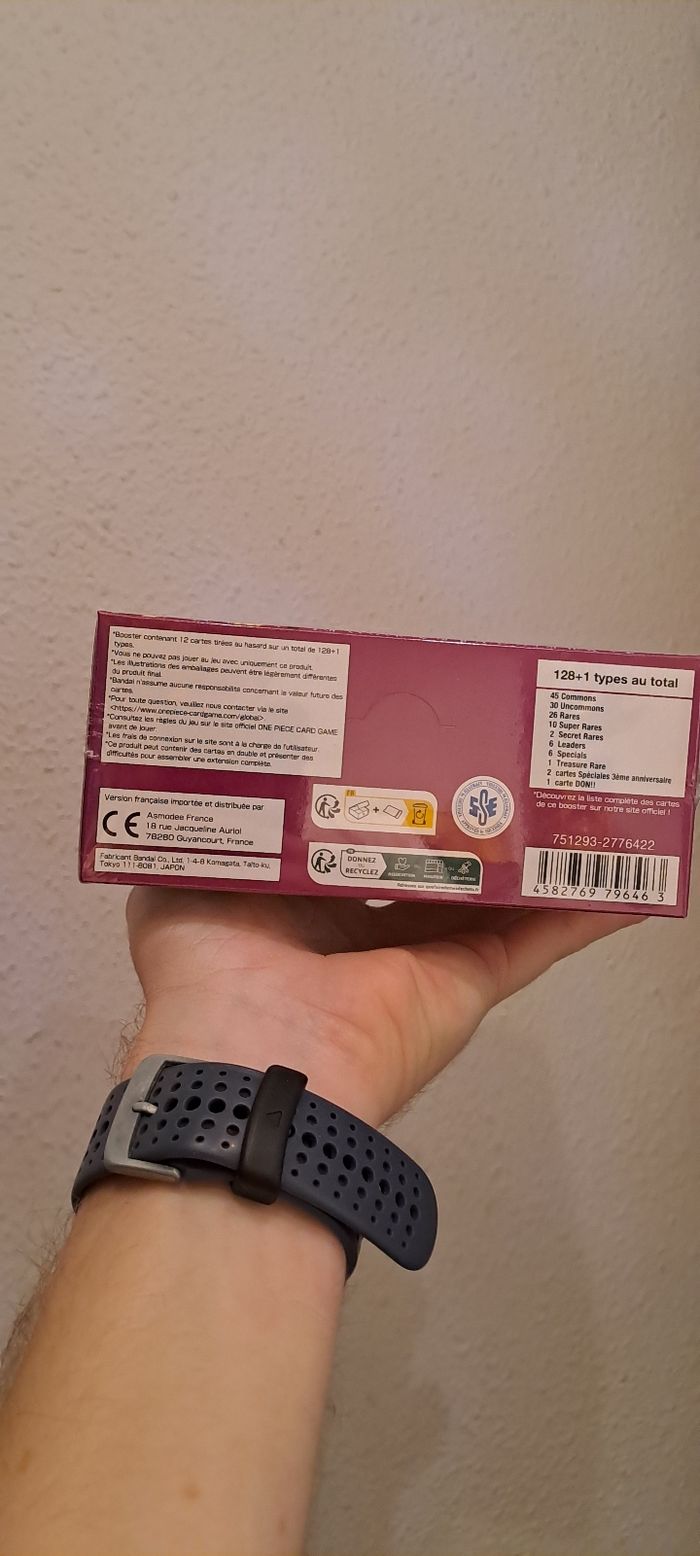 *Booster contenant 12 cartes tirées au hasard sur un total de 128+1
types.
*Vous ne pouvez pas jouer au jeu avec uniquement ce produit.
*Les illustrations des emballages peuvent être légèrement différentes
du produit final.
*Bandai n'assume aucune responsabilité concernant la valeur future des
cartes.
*Pour toute question, veuillez nous contacter via le site
<https://www.onepiece-cardgame.com/global>.
*Consultez les règles du jeu sur le site officiel ONE PIECE CARD GAME
avant de jouer.
*Les frais de connexion sur le site sont à la charge de l'utilisateur.
*Ce produit peut contenir des cartes en double et présenter des
difficultés pour assembler une extension complète.
Version française importée et distribuée par
CE
Asmodee France
18 rue Jacqueline Auriol
78280 Guyancourt, France
Fabricant Bandai Co., Ltd. 1-4-8 Komagata, Taito-ku,
Tokyo 111-8081, JAPON
FR
+
DONNEZ
OU
RECYCLEZ
ASSOCIATION
OU
MAGASIN
OU
DÉCHÈTERIE
128+1 types au total
45 Commons
30 Uncommons
26 Rares
10 Super Rares
2 Secret Rares
6 Leaders
6 Specials
1 Treasure Rare
2 cartes Spéciales 3ème anniversaire
1 carte DON!!
*Découvrez la liste complète des cartes
de ce booster sur notre site officiel !
751293-2776422
4582769 79646 3